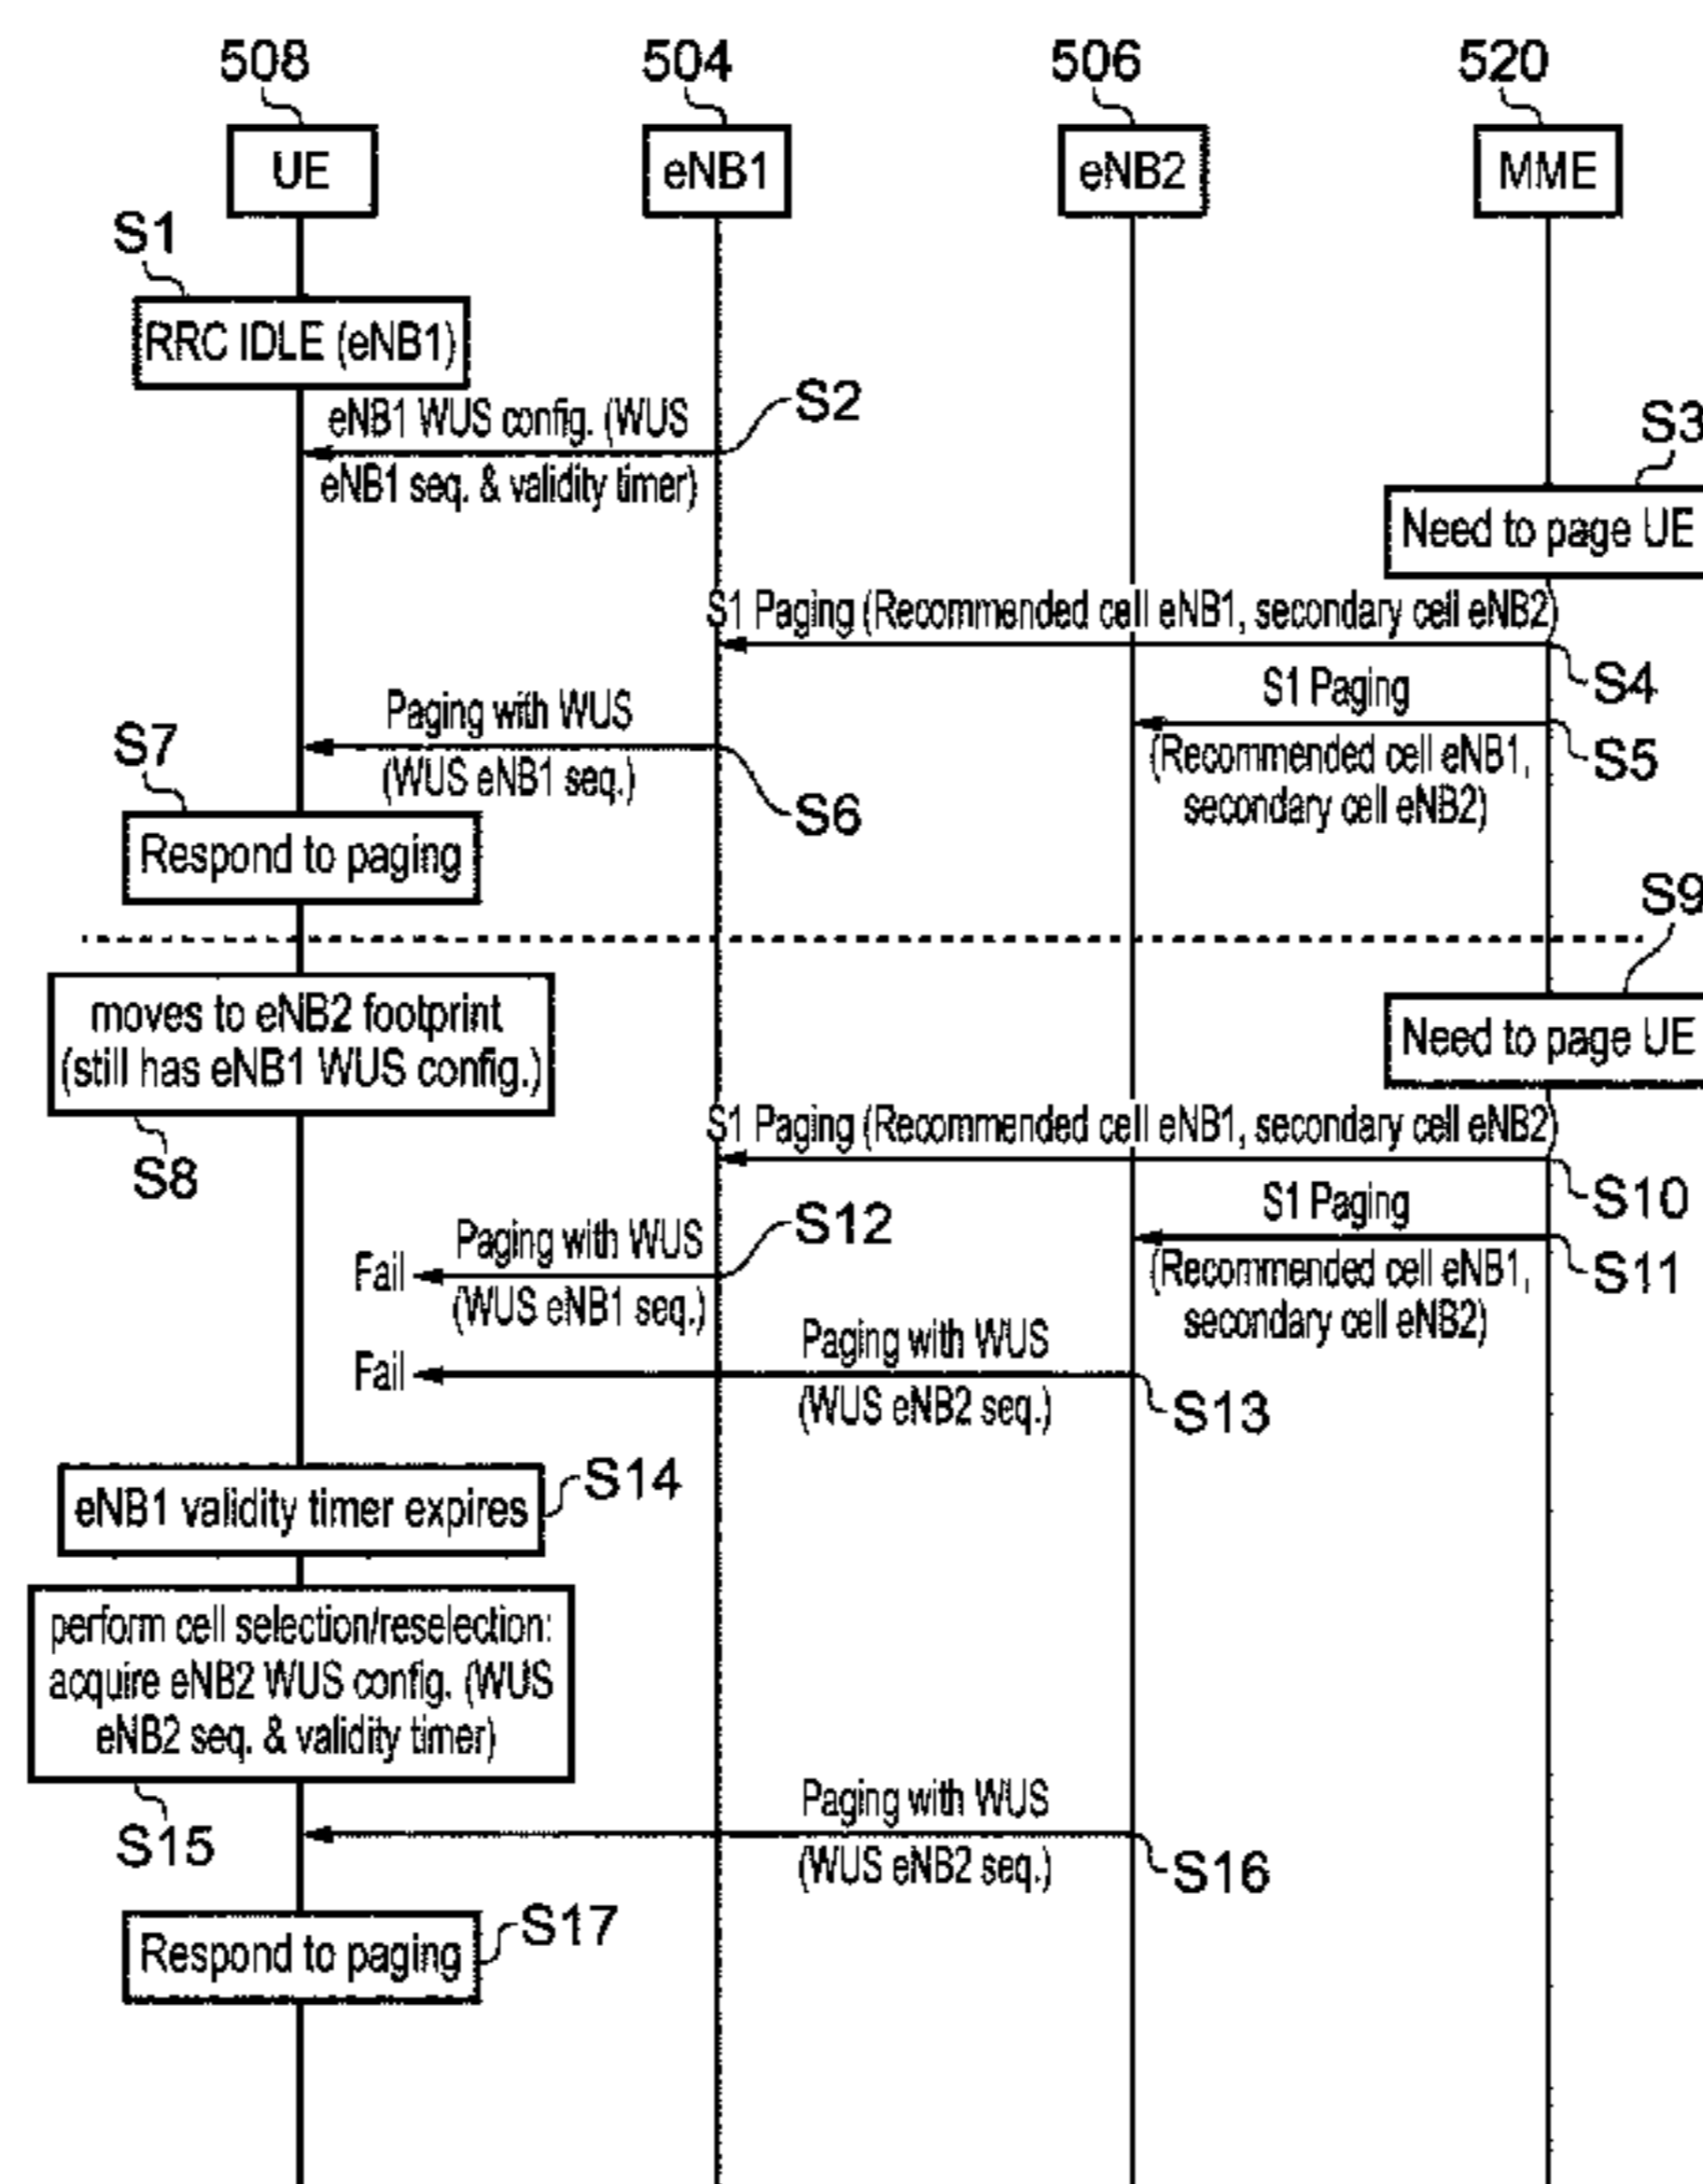 508
504
506
520
UE
eNB1
eNB2
MME
S1
RRC IDLE (eNB1)
eNB1 WUS config. (WUS
eNB1 seq. & validity timer)
S2
S3
Need to page UE
S1 Paging (Recommended cell eNB1, secondary cell eNB2)
S4
S1 Paging
(Recommended cell eNB1,
secondary cell eNB2)
S5
Paging with WUS
(WUS eNB1 seq.)
S6
S7
Respond to paging
S9
moves to eNB2 footprint
(still has eNB1 WUS config.)
S8
Need to page UE
S1 Paging (Recommended cell eNB1, secondary cell eNB2)
S10
S1 Paging
(Recommended cell eNB1,
secondary cell eNB2)
S11
Fail
Paging with WUS
(WUS eNB1 seq.)
S12
Fail
Paging with WUS
(WUS eNB2 seq.)
S13
eNB1 validity timer expires
S14
perform cell selection/reselection:
acquire eNB2 WUS config. (WUS
eNB2 seq. & validity timer)
S15
Paging with WUS
(WUS eNB2 seq.)
S16
Respond to paging
S17